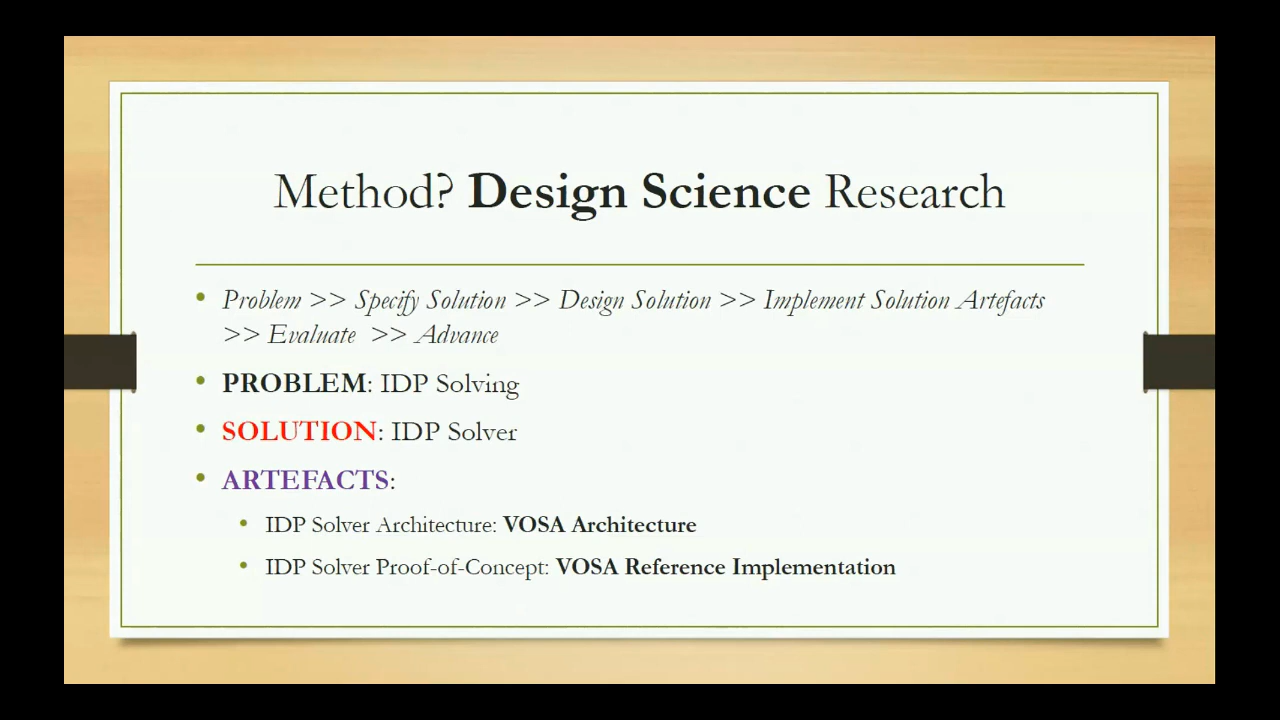 Method? Design Science Research
• Problem >> Specify Solution >> Design Solution >> Implement Solution Artefacts
>> Evaluate >> Advance
• PROBLEM: IDP Solving
• SOLUTION: IDP Solver
• ARTEFACTS:
• IDP Solver Architecture: VOSA Architecture
• IDP Solver Proof-of-Concept: VOSA Reference Implementation